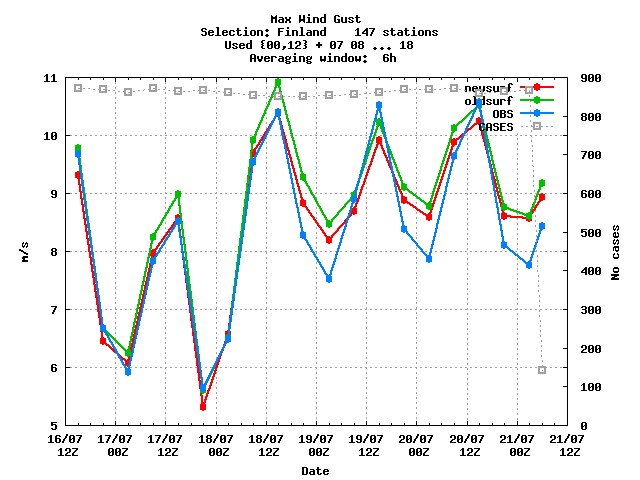 Max Wind Gust
Selection: Finland    147 stations
Used {00,12} + 07 08 ... 18
Averaging window:  6h
newsurf
oldsurf
OBS
CASES
11
10
9
8
7
6
5
m/s
900
800
700
600
500
400
300
200
100
0
No cases
16/07 17/07 17/07 18/07 18/07 19/07 19/07 20/07 20/07 21/07 21/07
12Z 00Z 12Z 00Z 12Z 00Z 12Z 00Z 12Z 00Z 12Z
Date